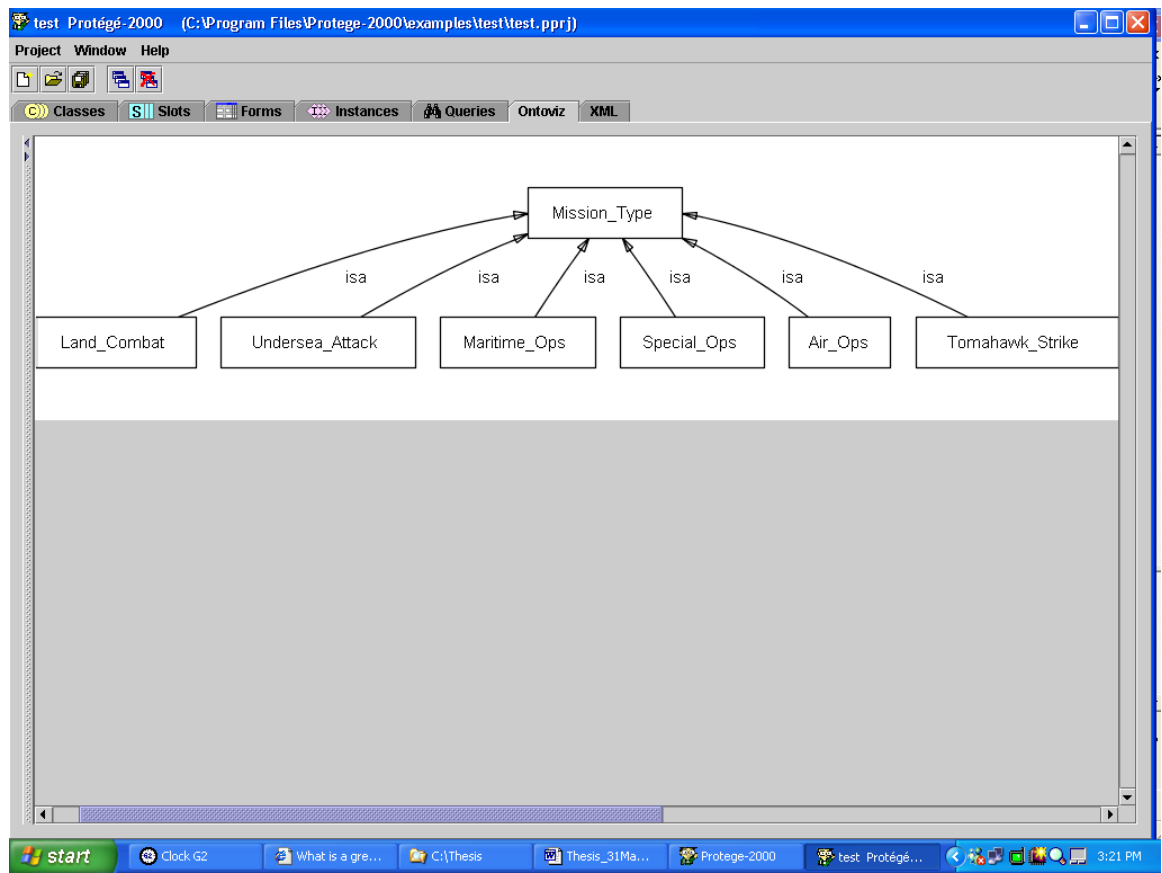 test Protégé-2000 (C:\Program Files\Protege-2000\examples\test\test.pprj)
Project Window Help
C Classes S Slots Forms I Instances Queries Ontoviz XML
Mission_Type
isa isa isa isa isa isa
Land_Combat Undersea_Attack Maritime_Ops Special_Ops Air_Ops Tomahawk_Strike
start G2 Clock G2 What is a gre... C:\Thesis Thesis_31Ma... Protege-2000 test Protégé... 3:21 PM